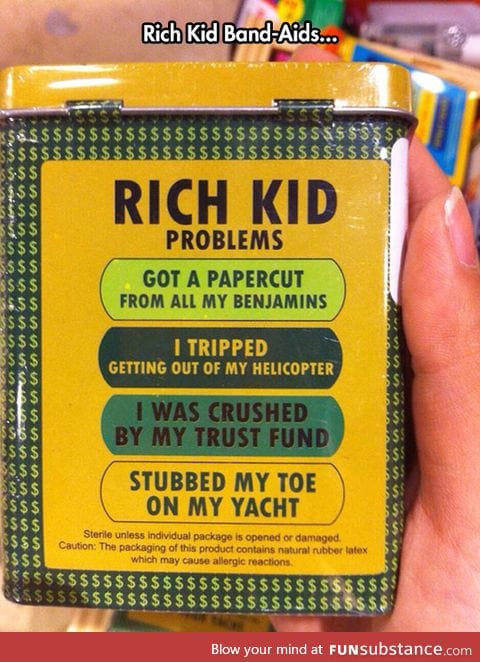 Rich Kid Band-Aids...
RICH KID
PROBLEMS
GOT A PAPERCUT
FROM ALL MY BENJAMINS
I TRIPPED
GETTING OUT OF MY HELICOPTER
I WAS CRUSHED
BY MY TRUST FUND
STUBBED MY TOE
ON MY YACHT
Sterile unless individual package is opened or damaged.
Caution: The packaging of this product contains natural rubber latex
which may cause allergic reactions.
Blow your mind at FUNsubstance.com